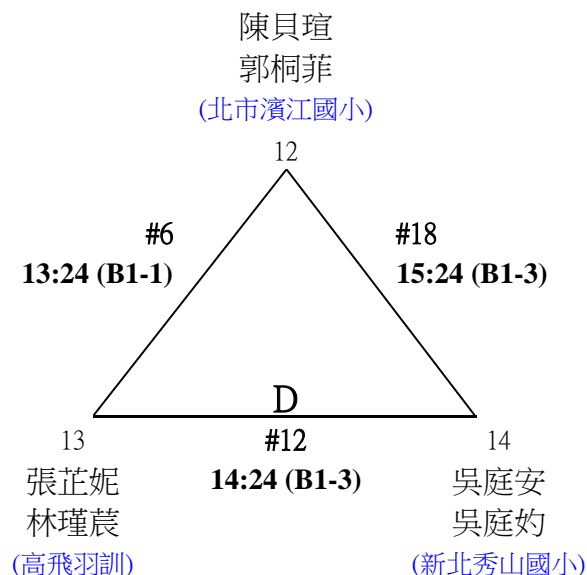 陳貝瑄
郭桐菲
(北市濱江國小)
12
#6
13:24 (B1-1)
#18
15:24 (B1-3)
D
13
#12
14
張芷妮
14:24 (B1-3)
吳庭安
林瑾莀
吳庭妁
(高飛羽訓)
(新北秀山國小)